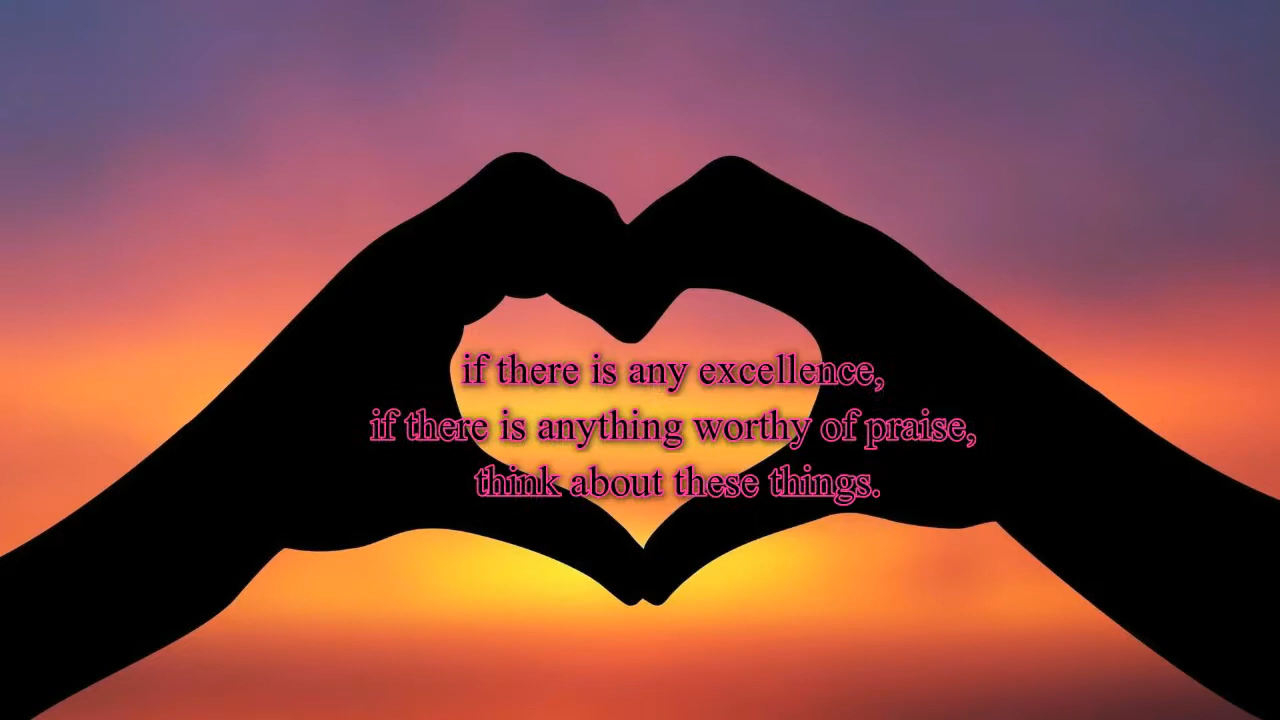 if there is any excellence,
if there is anything worthy of praise,
think about these things.